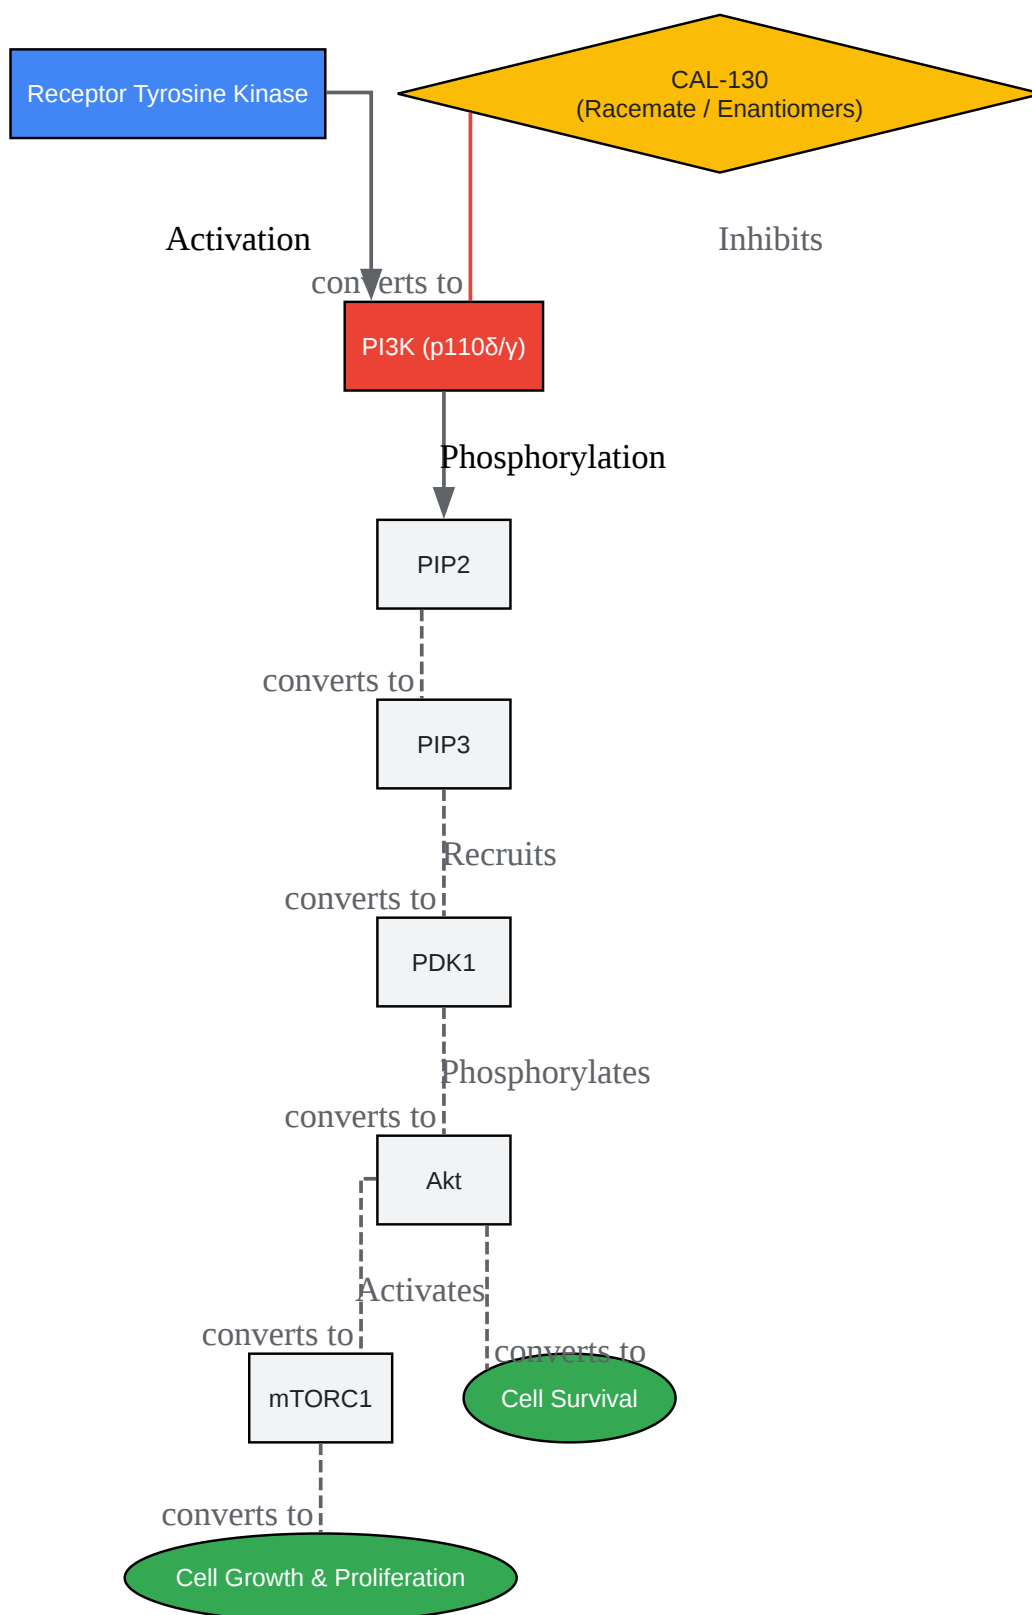 Receptor Tyrosine Kinase
CAL-130
(Racemate / Enantiomers)
Activation
Inhibits
converts to
PI3K (p110δ/γ)
Phosphorylation
PIP2
converts to
PIP3
Recruits
converts to
PDK1
Phosphorylates
converts to
Akt
Activates
converts to
converts to
mTORC1
Cell Survival
converts to
Cell Growth & Proliferation